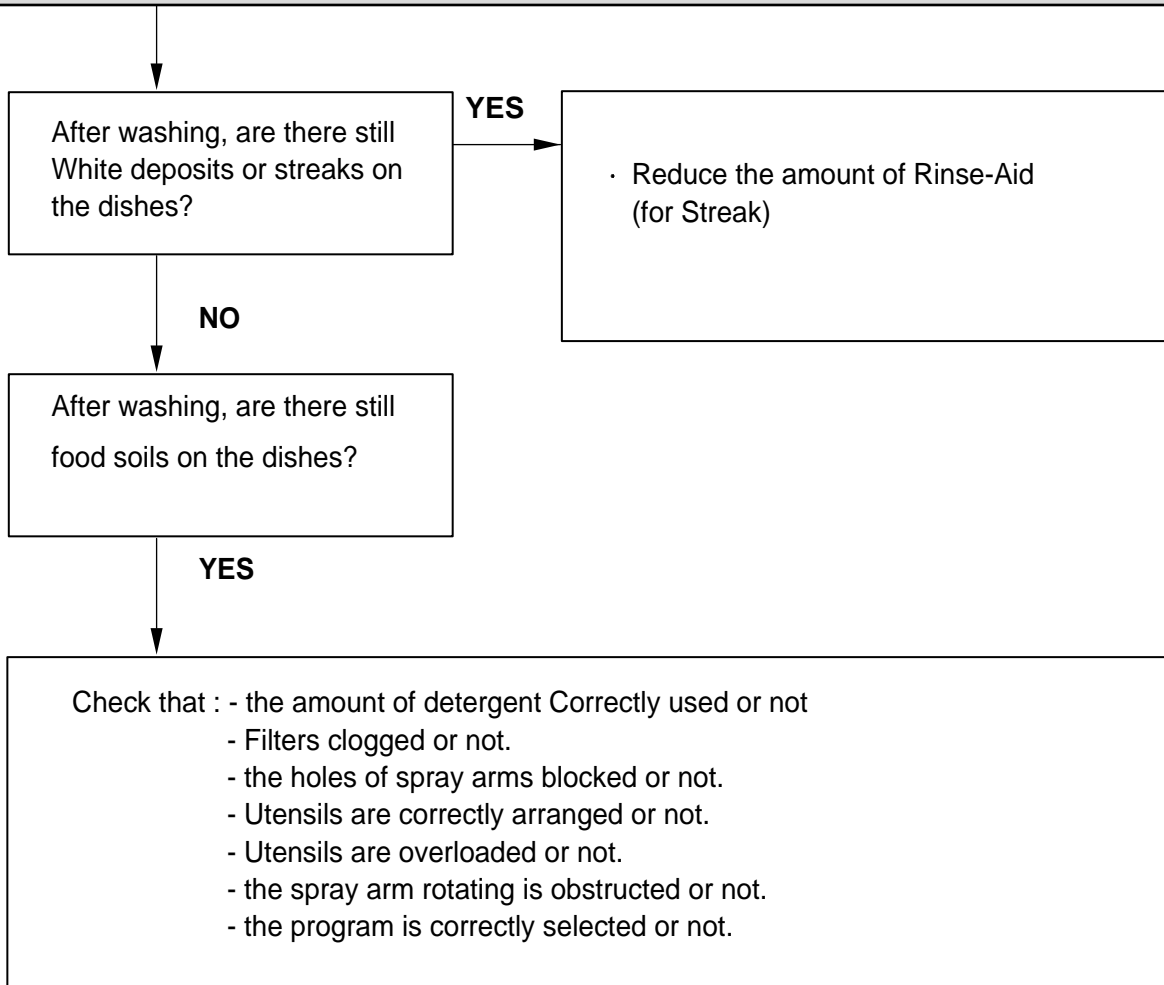 After washing, are there still
White deposits or streaks on
the dishes?
YES
· Reduce the amount of Rinse-Aid
(for Streak)
NO
After washing, are there still
food soils on the dishes?
YES
Check that : - the amount of detergent Correctly used or not
- Filters clogged or not.
- the holes of spray arms blocked or not.
- Utensils are correctly arranged or not.
- Utensils are overloaded or not.
- the spray arm rotating is obstructed or not.
- the program is correctly selected or not.